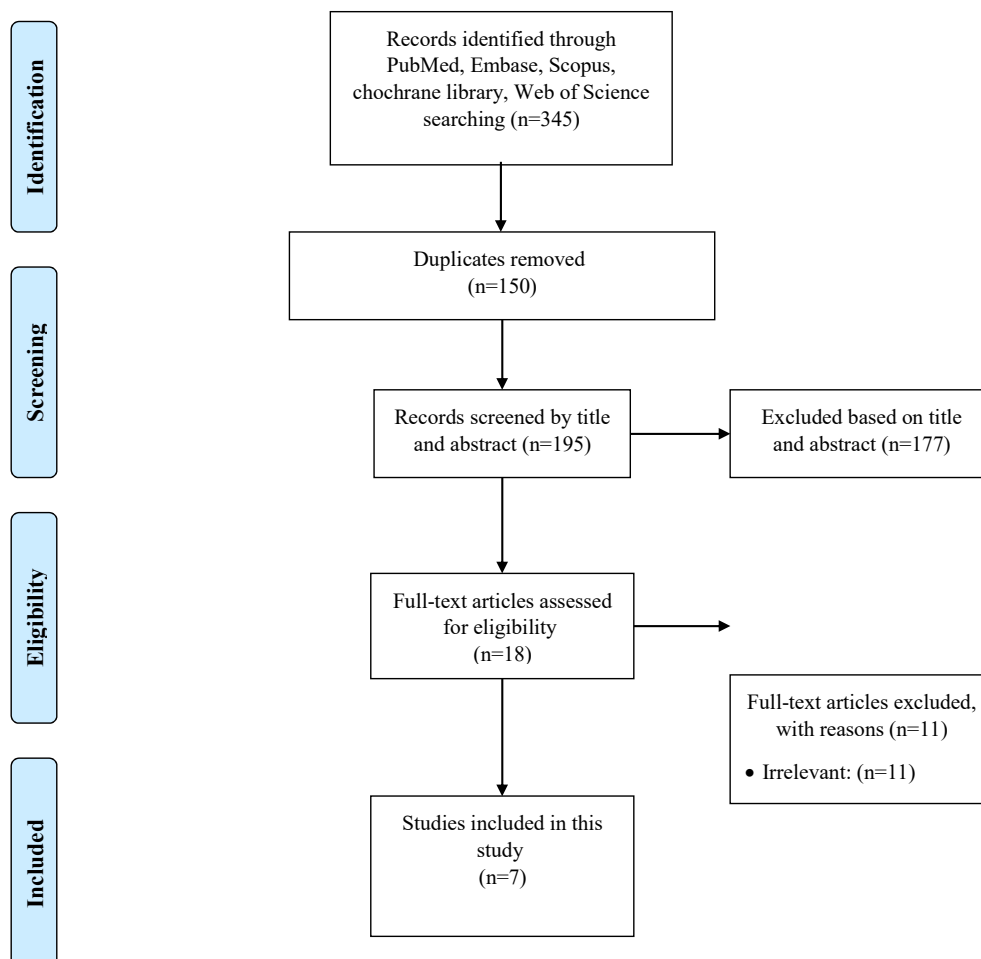 Identification
Records identified through
PubMed, Embase, Scopus,
chochrane library, Web of Science
searching (n=345)
Duplicates removed
(n=150)
Screening
Records screened by title
and abstract (n=195)
Excluded based on title
and abstract (n=177)
Eligibility
Full-text articles assessed
for eligibility
(n=18)
Full-text articles excluded,
with reasons (n=11)
• Irrelevant: (n=11)
Included
Studies included in this
study
(n=7)